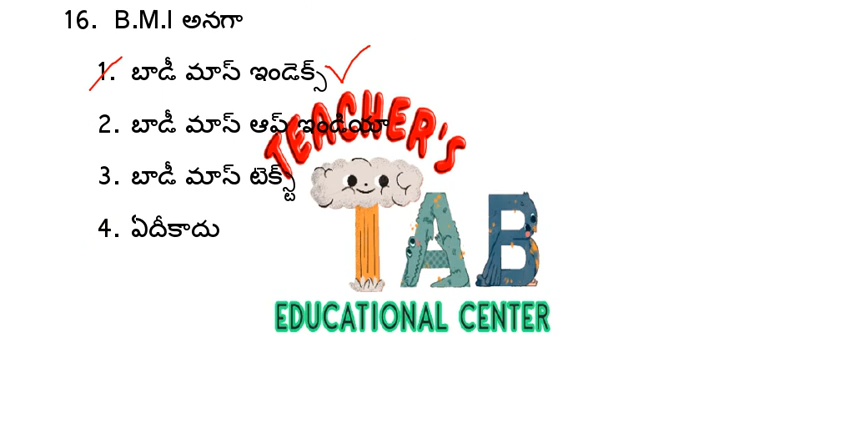 16. B.M.I అనగా
1. బాడీ మాస్ ఇండెక్స్
2. బాడీ మాస్ ఆఫ్ ఇండియా
3. బాడీ మాస్ టెక్స్ట్
4. ఏదీకాదు
TEACHER'S
TAB
EDUCATIONAL CENTER